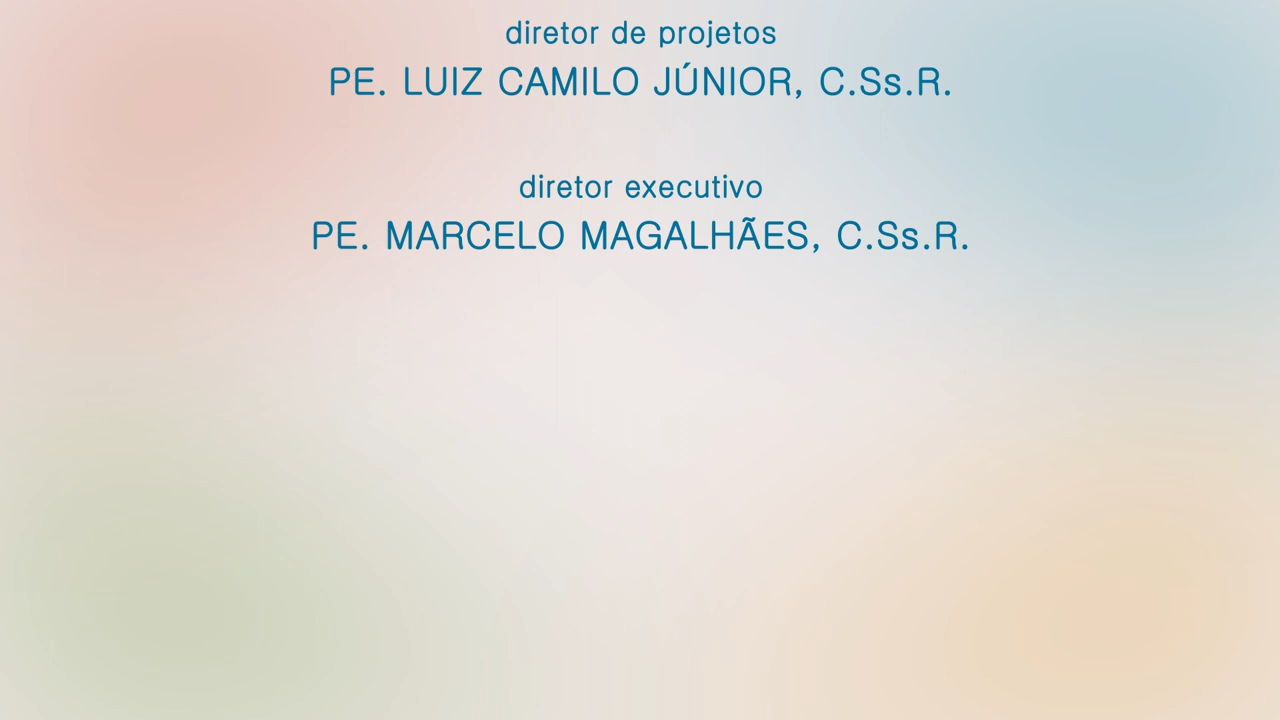 diretor de projetos
PE. LUIZ CAMILO JÚNIOR, C.Ss.R.
diretor executivo
PE. MARCELO MAGALHÃES, C.Ss.R.